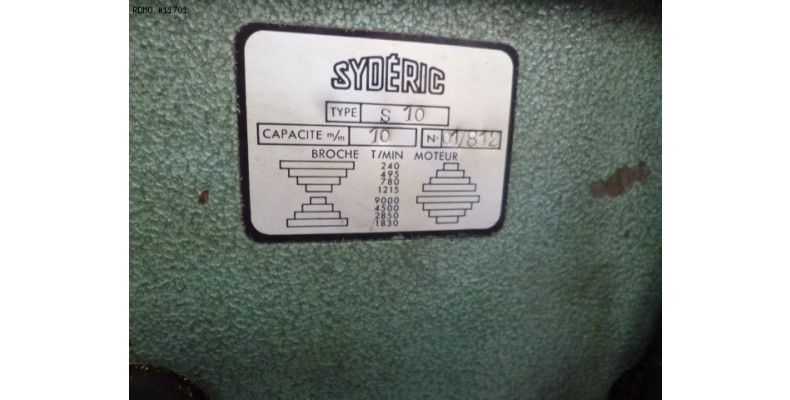 RDMO #11701
SYDÉRIC
TYPE S 10
CAPACITE m/m 10 N° 01/812
BROCHE T/MIN MOTEUR
240
495
780
1215
9000
4500
2850
1830